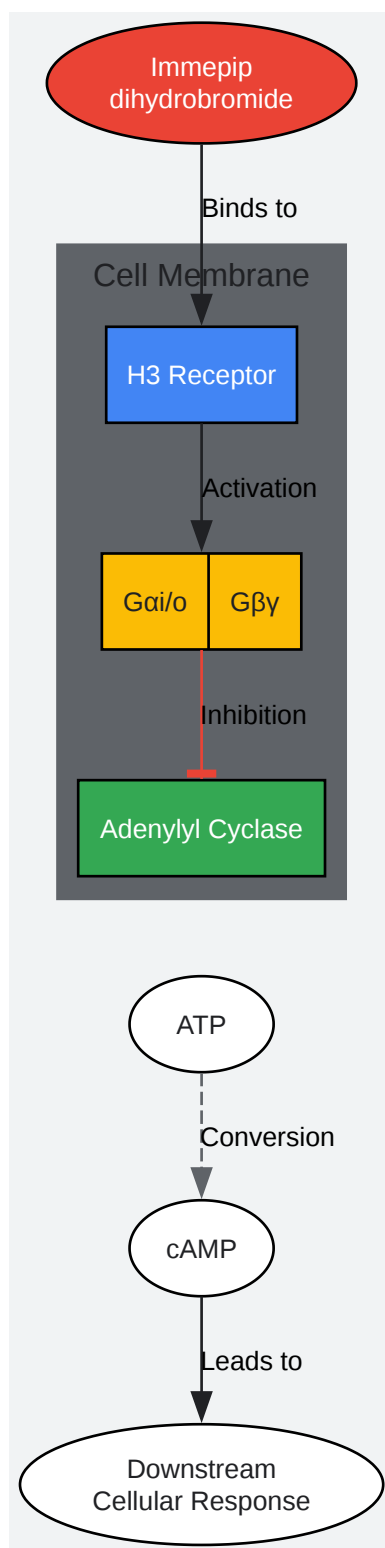 Immepip
dihydrobromide
Binds to
Cell Membrane
H3 Receptor
Activation
Gαi/o
Gβγ
Inhibition
Adenylyl Cyclase
ATP
Conversion
cAMP
Leads to
Downstream
Cellular Response